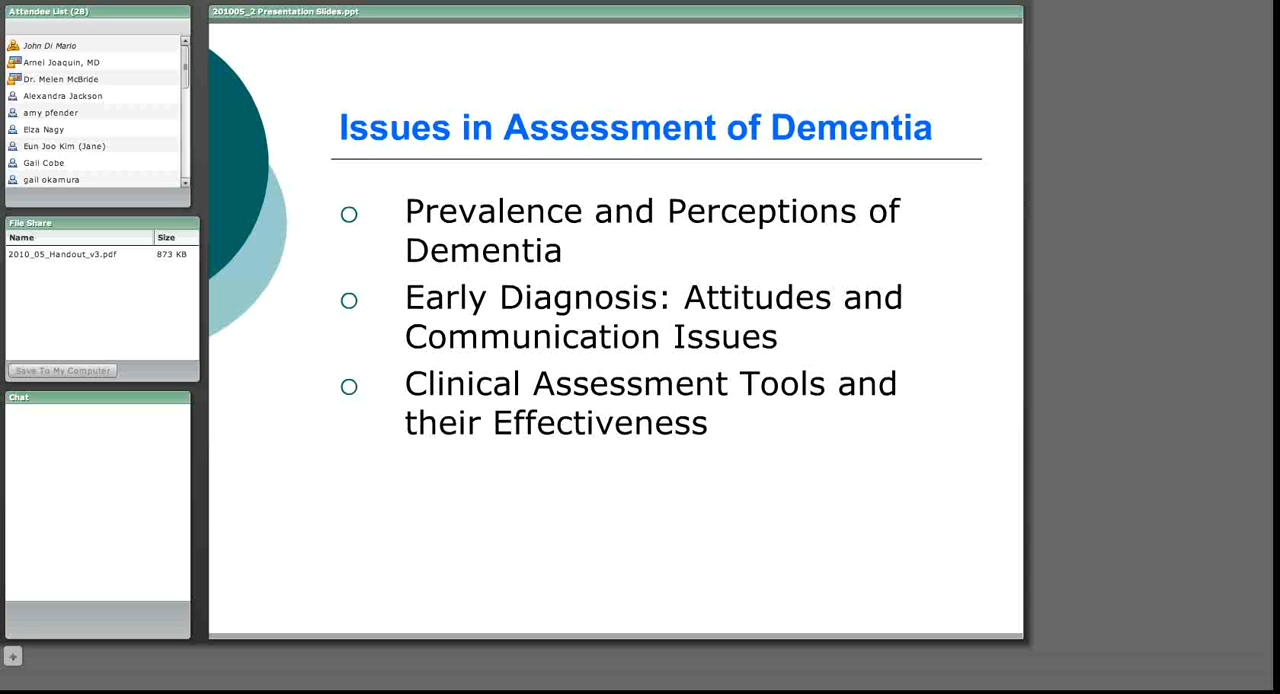 Attendee List (28)
John Di Mario
Arnel Joaquin, MD
Dr. Melen McBride
Alexandra Jackson
amy pfender
Elza Nagy
Eun Joo Kim (Jane)
Gail Cobe
gail okamura
File Share
Name Size
2010_05_Handout_v3.pdf 873 KB
Save To My Computer
Chat
201005_2 Presentation Slides.ppt
Issues in Assessment of Dementia
Prevalence and Perceptions of
Dementia
Early Diagnosis: Attitudes and
Communication Issues
Clinical Assessment Tools and
their Effectiveness